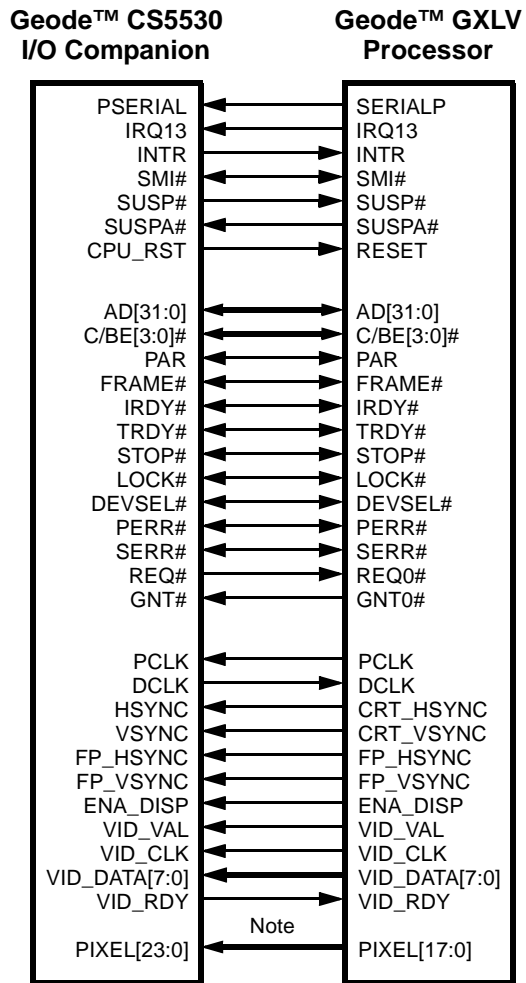 Geode™ CS5530 Geode™ GXLV
I/O Companion Processor
PSERIAL SERIALP
IRQ13 IRQ13
INTR INTR
SMI# SMI#
SUSP# SUSP#
SUSPA# SUSPA#
CPU_RST RESET
AD[31:0] AD[31:0]
C/BE[3:0]# C/BE[3:0]#
PAR PAR
FRAME# FRAME#
IRDY# IRDY#
TRDY# TRDY#
STOP# STOP#
LOCK# LOCK#
DEVSEL# DEVSEL#
PERR# PERR#
SERR# SERR#
REQ# REQ0#
GNT# GNT0#
PCLK PCLK
DCLK DCLK
HSYNC CRT_HSYNC
VSYNC CRT_VSYNC
FP_HSYNC FP_HSYNC
FP_VSYNC FP_VSYNC
ENA_DISP ENA_DISP
VID_VAL VID_VAL
VID_CLK VID_CLK
VID_DATA[7:0] VID_DATA[7:0]
VID_RDY VID_RDY
Note
PIXEL[23:0] PIXEL[17:0]